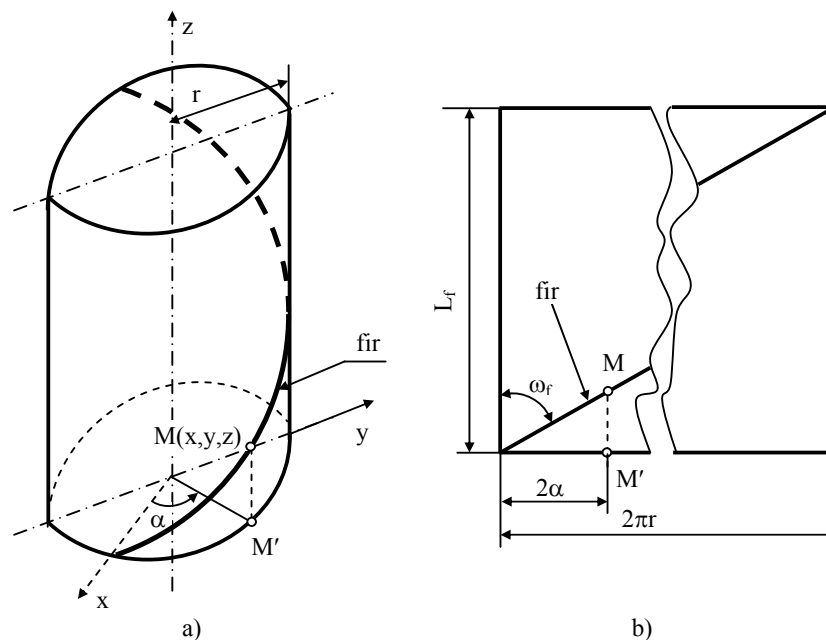 z
r
fir
M(x,y,z)
y
α
M′
x
a)
L_f
fir
M
ω_f
M′
2α
2πr
b)